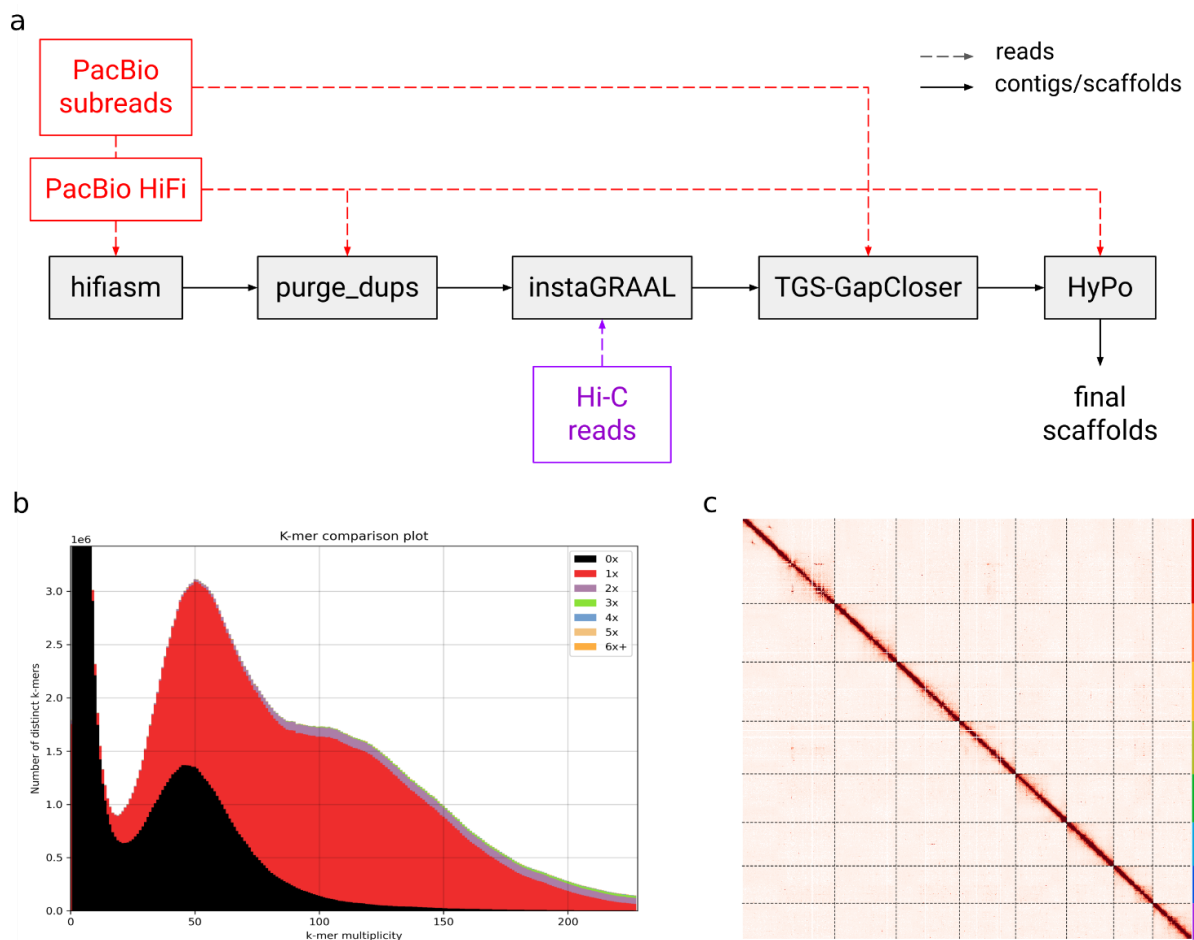 a
PacBio
subreads
reads
contigs/scaffolds
PacBio HiFi
hifiasm
purge_dups
instaGRAAL
TGS-GapCloser
HyPo
Hi-C
reads
final
scaffolds
b
K-mer comparison plot
1e6
Number of distinct k-mers
3.0
2.5
2.0
1.5
1.0
0.5
0.0
0
50
100
150
200
k-mer multiplicity
0x
1x
2x
3x
4x
5x
6x+
c